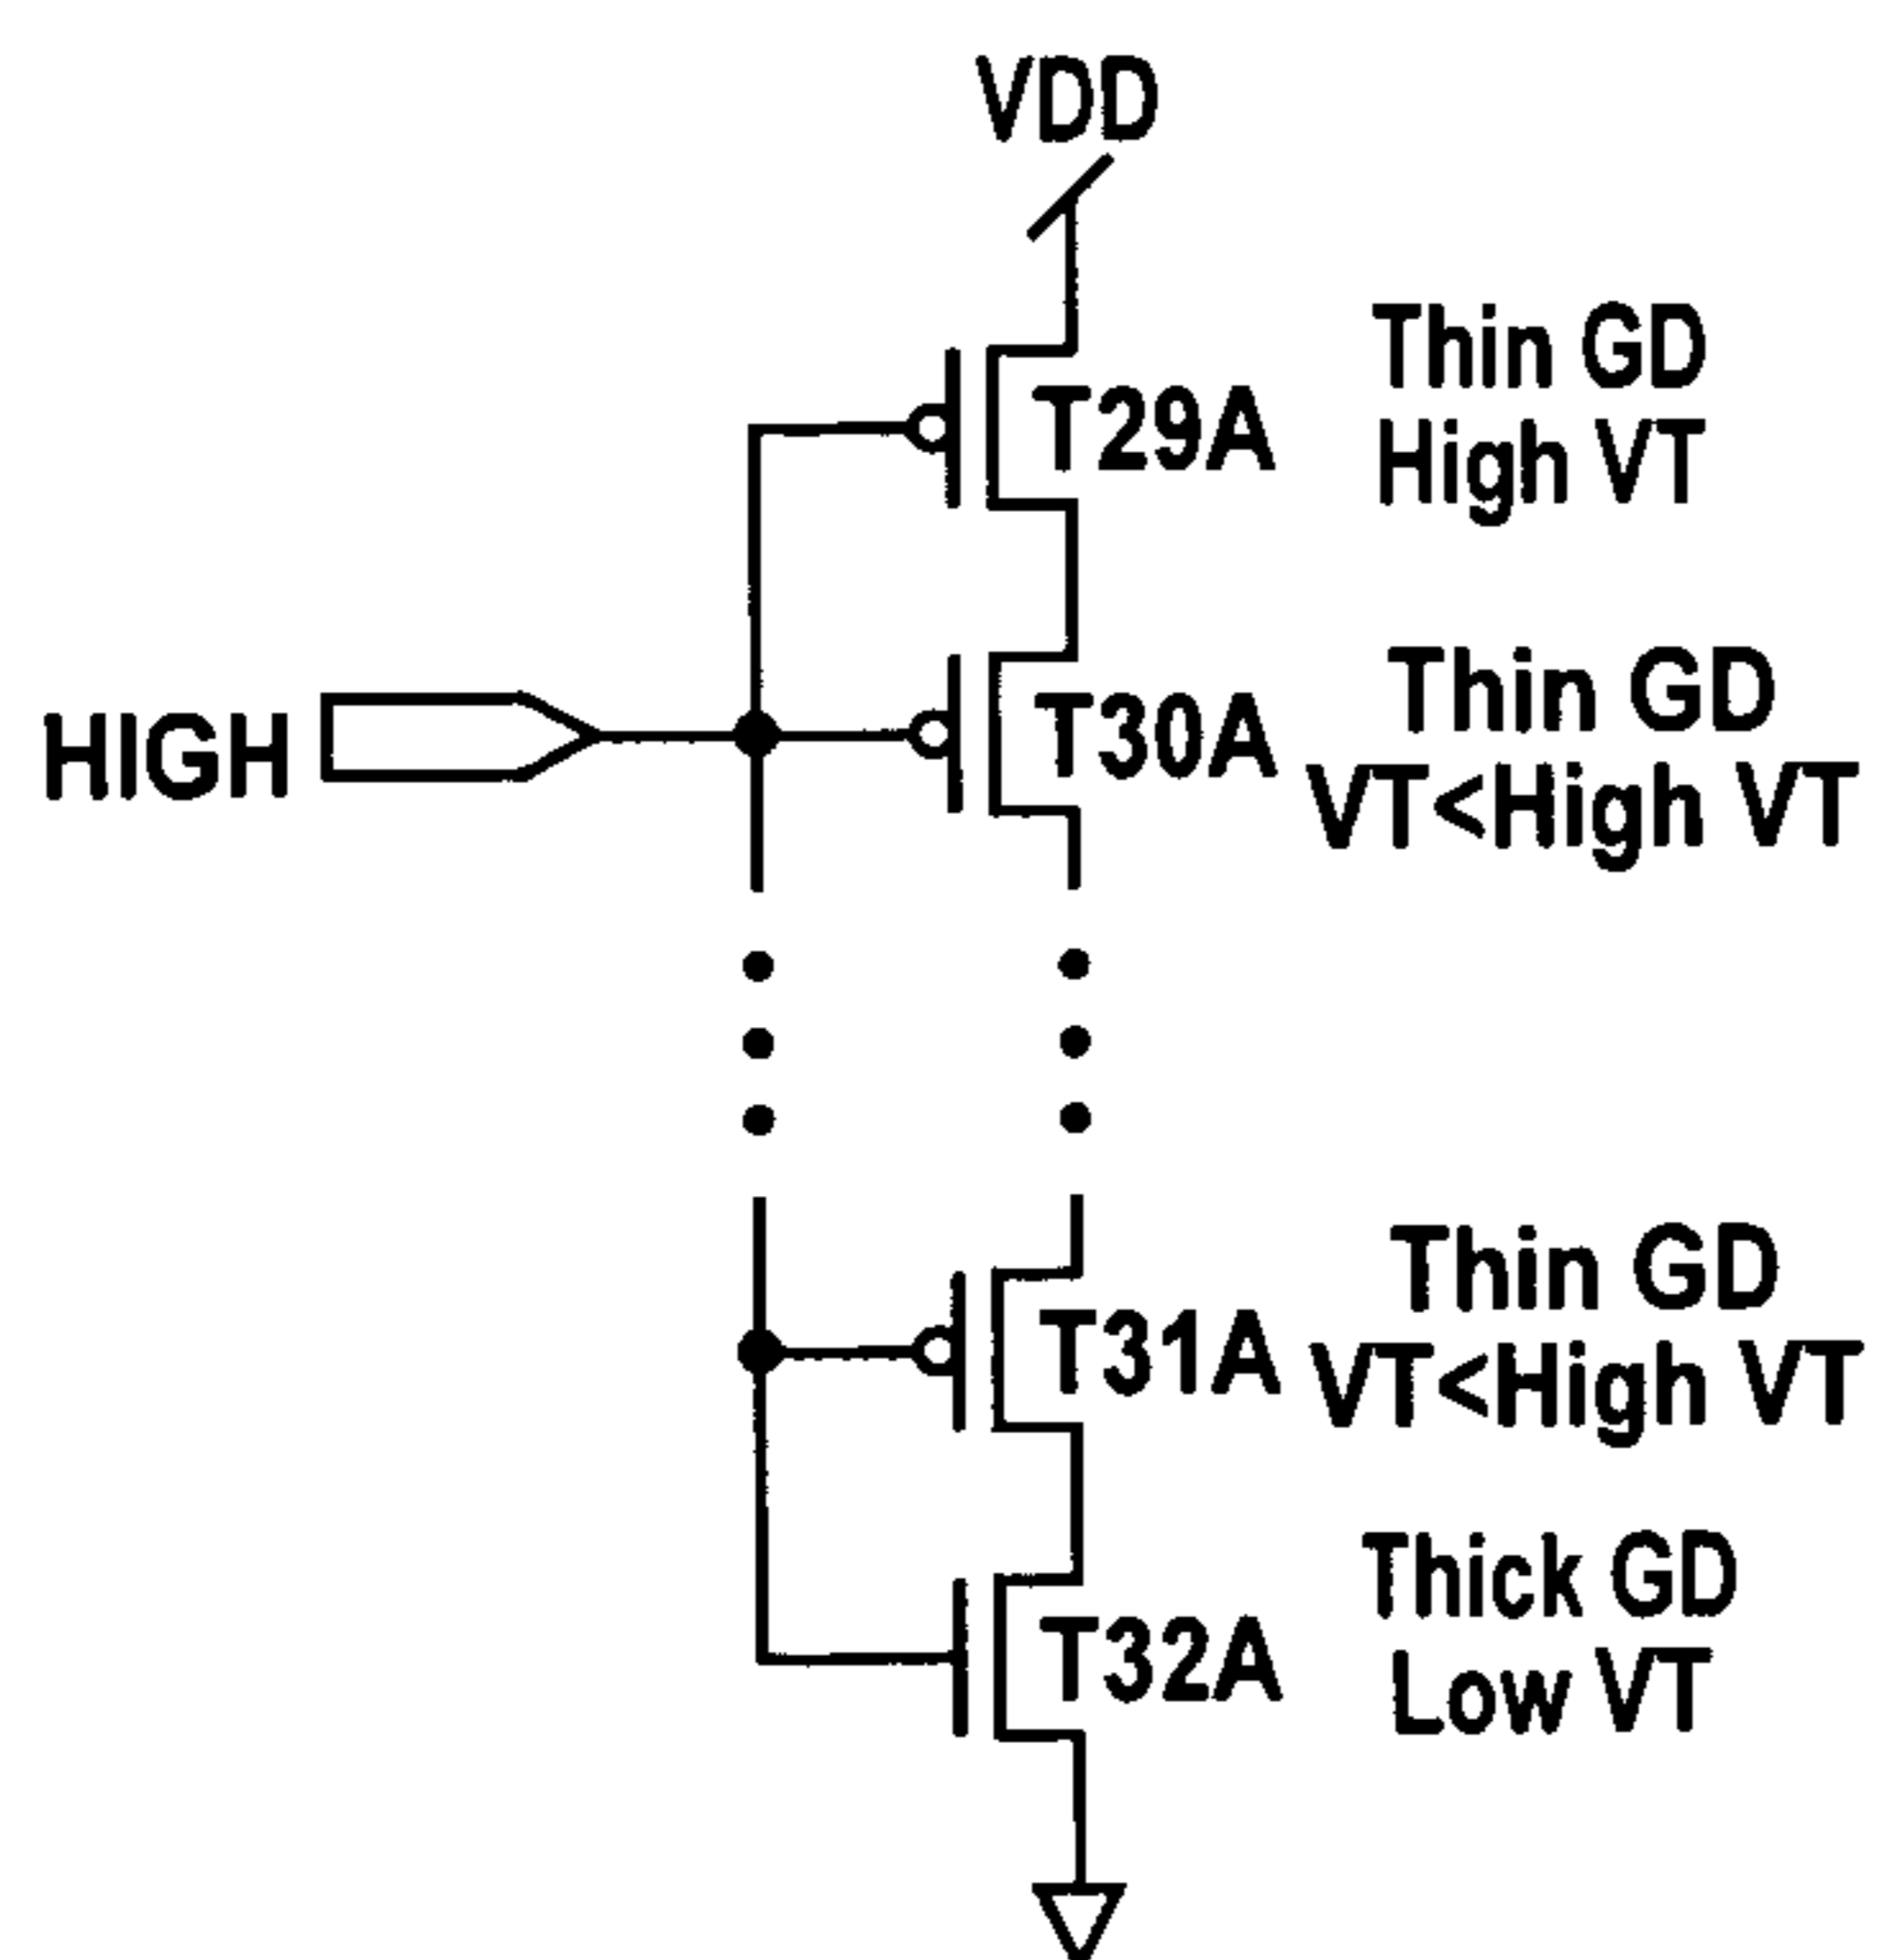 VDD
Thin GD
T29A
High VT
Thin GD
HIGH
T30A
VT<High VT
Thin GD
T31A
VT<High VT
Thick GD
T32A
Low VT